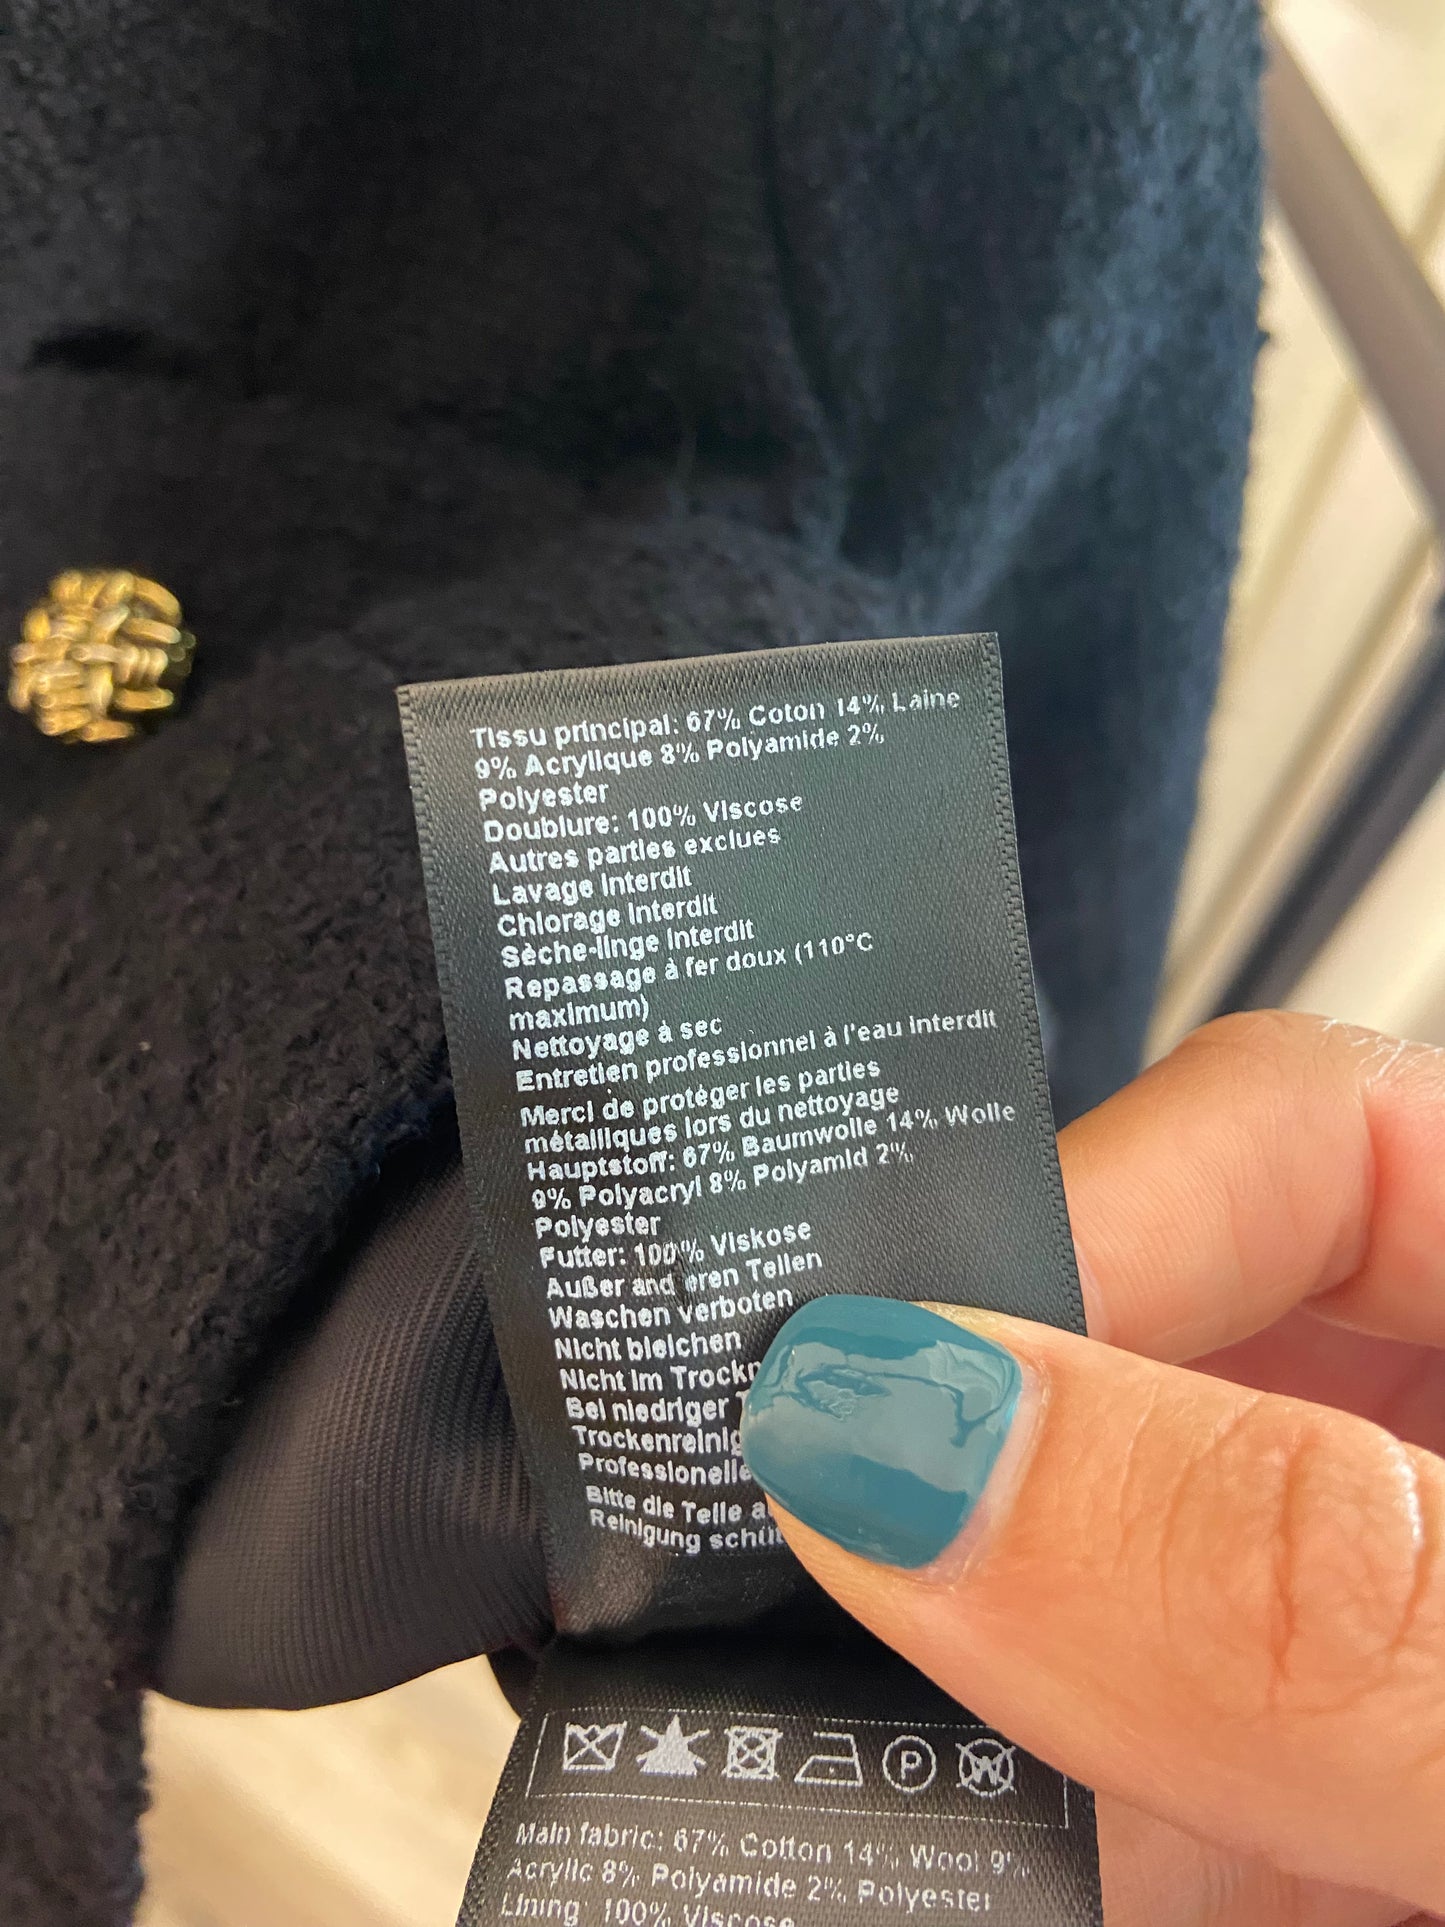 Tissu principal: 67% Coton 14% Laine
9% Acrylique 8% Polyamide 2%
Polyester
Doublure: 100% Viscose
Autres parties exclues
Lavage Interdit
Chlorage Interdit
Sèche-linge Interdit
Repassage à fer doux (110°C
maximum)
Nettoyage à sec
Entretien professionnel à l'eau Interdit
Merci de protéger les parties
métalliques lors du nettoyage
Hauptstoff: 67% Baumwolle 14% Wolle
9% Polyacryl 8% Polyamid 2%
Polyester
Futter: 100% Viskose
Außer anderen Teilen
Waschen Verboten
Nicht bleichen
Nicht im
Bei niedriger
Bitte die Teile
Reinigung
P
W
Main fabric: 67% Cotton 14% Wool 9%
Acrylic 8% Polyamide 2% Polyester
Lining: 100% Viscose